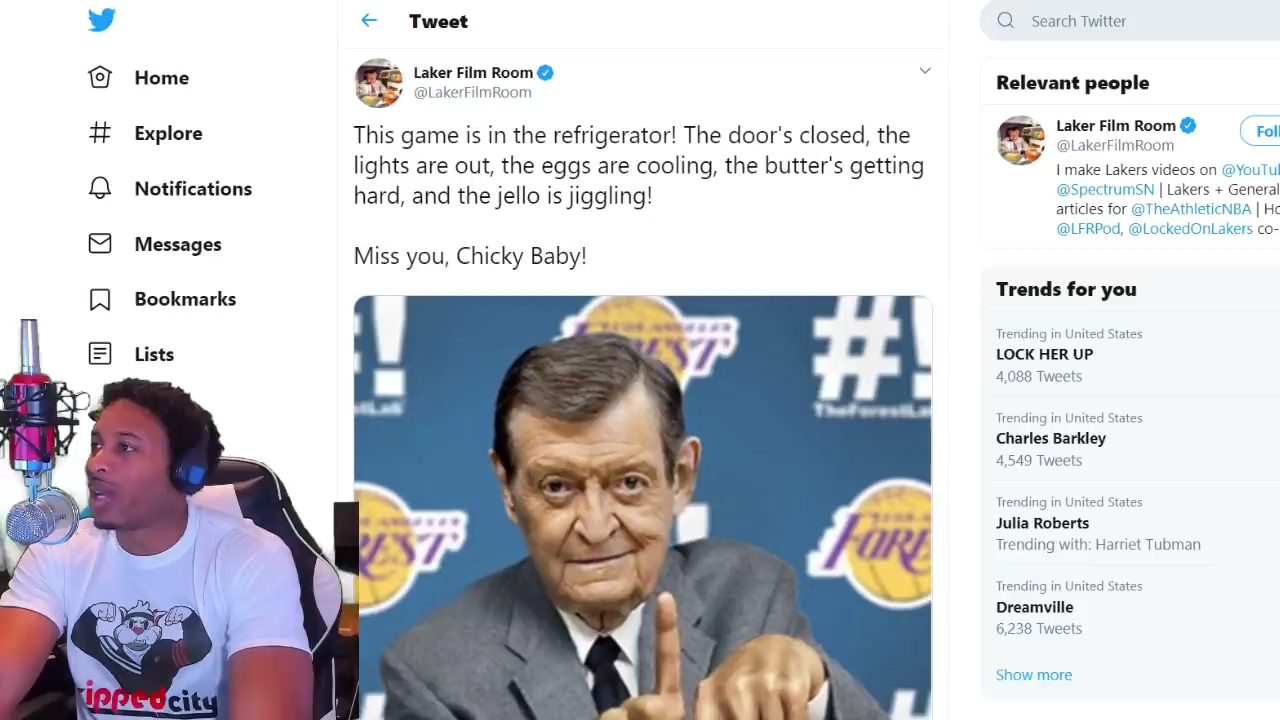 Tweet
Search Twitter
Home
Explore
Notifications
Messages
Bookmarks
Lists
Laker Film Room
@LakerFilmRoom
This game is in the refrigerator! The door's closed, the
lights are out, the eggs are cooling, the butter's getting
hard, and the jello is jiggling!
Miss you, Chicky Baby!
LOS ANGELES
#!
EST
FORE
ippedcity
Relevant people
Laker Film Room
Foll
@LakerFilmRoom
I make Lakers videos on @YouTu
@SpectrumSN | Lakers + General
articles for @TheAthleticNBA | Ho
@LFRPod, @LockedOnLakers co-
Trends for you
Trending in United States
LOCK HER UP
4,088 Tweets
Trending in United States
Charles Barkley
4,549 Tweets
Trending in United States
Julia Roberts
Trending with: Harriet Tubman
Trending in United States
Dreamville
6,238 Tweets
Show more